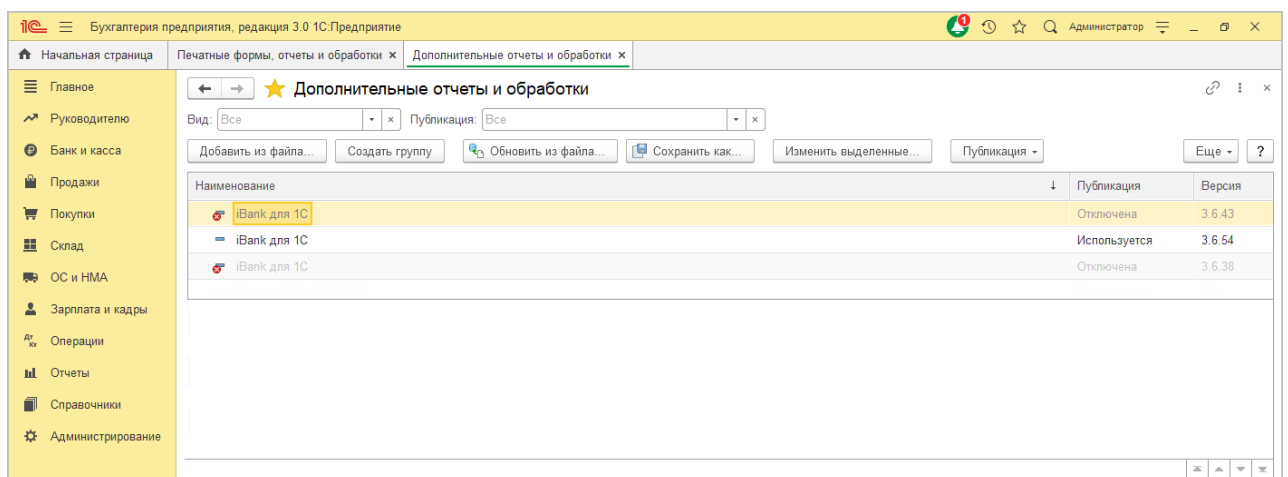 1С Бухгалтерия предприятия, редакция 3.0 1С:Предприятие 1 Администратор
Начальная страница Печатные формы, отчеты и обработки × Дополнительные отчеты и обработки ×
Главное
Руководителю
Банк и касса
Продажи
Покупки
Склад
ОС и НМА
Зарплата и кадры
Дт Кт Операции
Отчеты
Справочники
Администрирование
Дополнительные отчеты и обработки
Вид: Все Публикация: Все
Добавить из файла... Создать группу Обновить из файла... Сохранить как... Изменить выделенные... Публикация Еще ?
Наименование ↓ Публикация Версия
iBank для 1С Отключена 3.6.43
iBank для 1С Используется 3.6.54
iBank для 1С Отключена 3.6.38